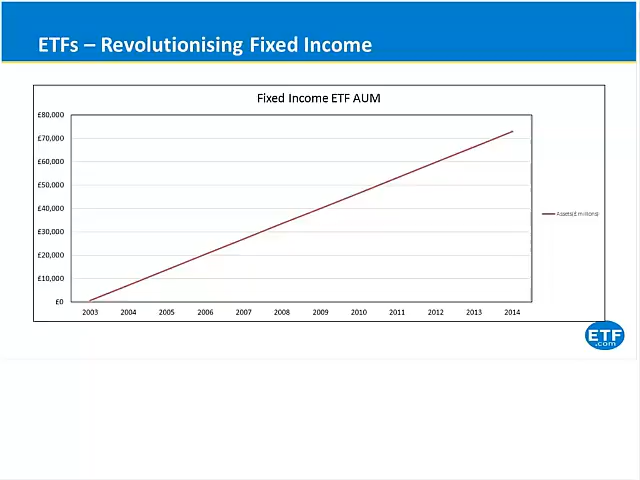 ETFs – Revolutionising Fixed Income
Fixed Income ETF AUM
£80,000
£70,000
£60,000
£50,000
£40,000
£30,000
£20,000
£10,000
£0
2003 2004 2005 2006 2007 2008 2009 2010 2011 2012 2013 2014
Assets(£ millions)
ETF
.com